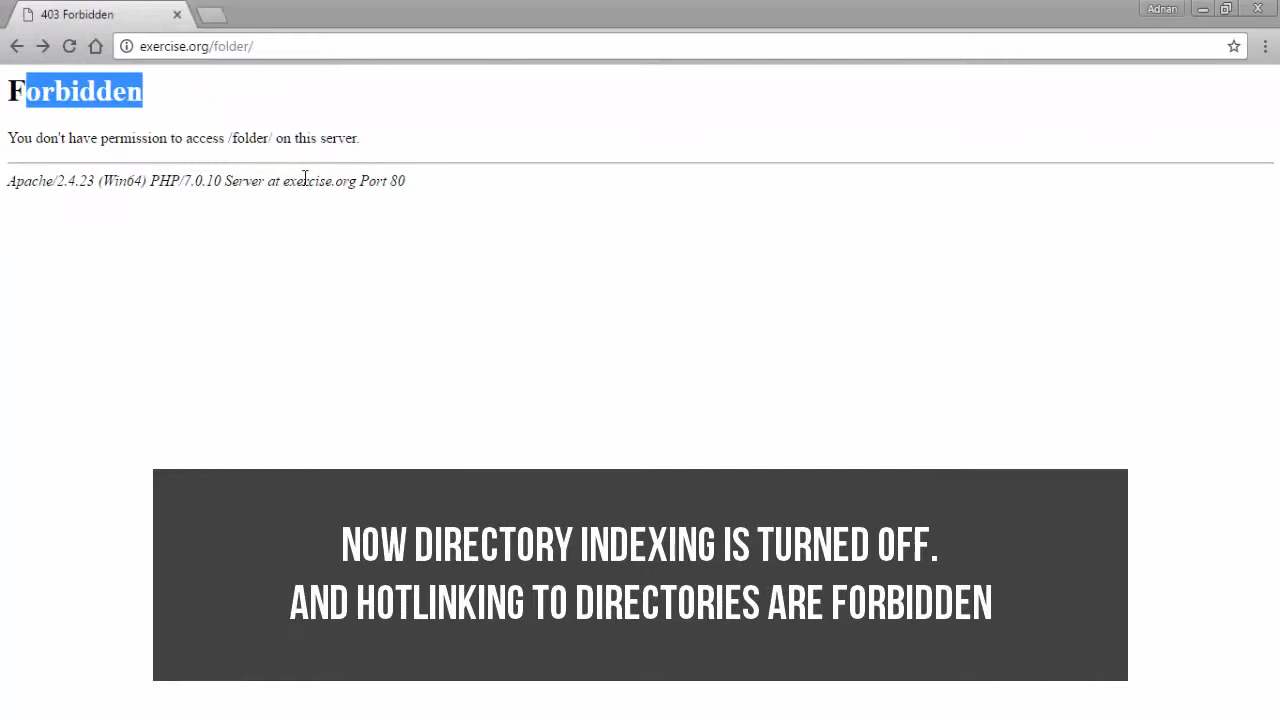 403 Forbidden
Adnan
exercise.org/folder/
Forbidden
You don't have permission to access /folder/ on this server.
Apache/2.4.23 (Win64) PHP/7.0.10 Server at exercise.org Port 80
NOW DIRECTORY INDEXING IS TURNED OFF.
AND HOTLINKING TO DIRECTORIES ARE FORBIDDEN